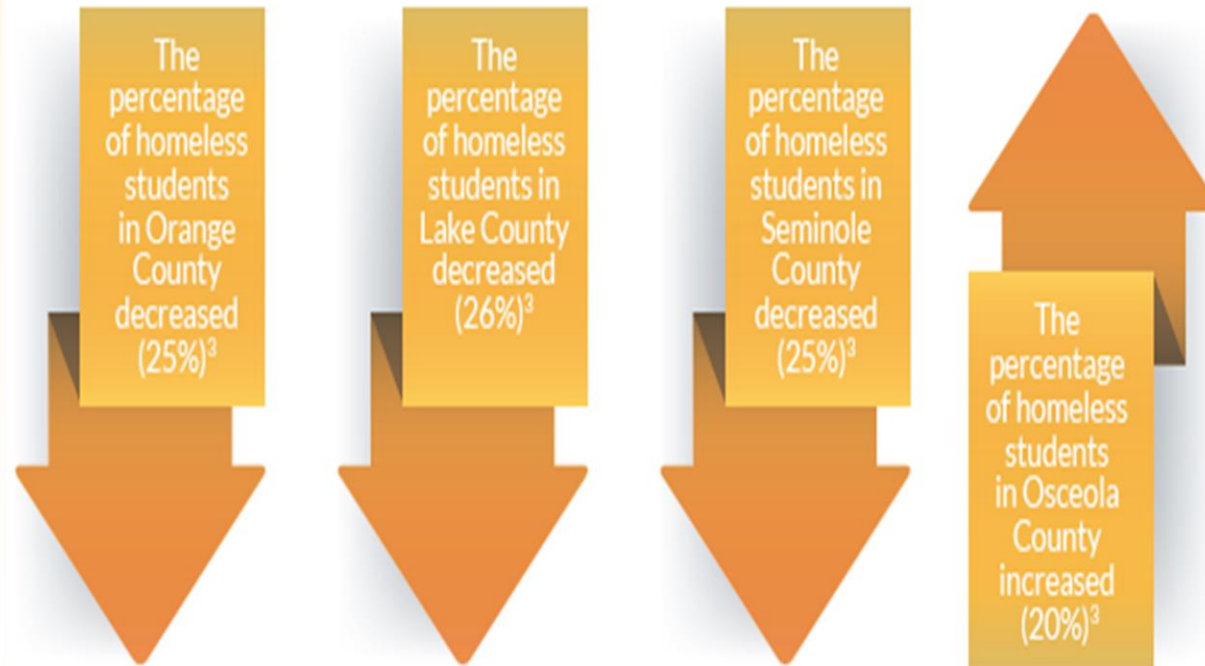 The
percentage
of homeless
students
in Orange
County
decreased
(25%)³
The
percentage
of homeless
students in
Lake County
decreased
(26%)³
The
percentage
of homeless
students in
Seminole
County
decreased
(25%)³
The
percentage
of homeless
students
in Osceola
County
increased
(20%)³